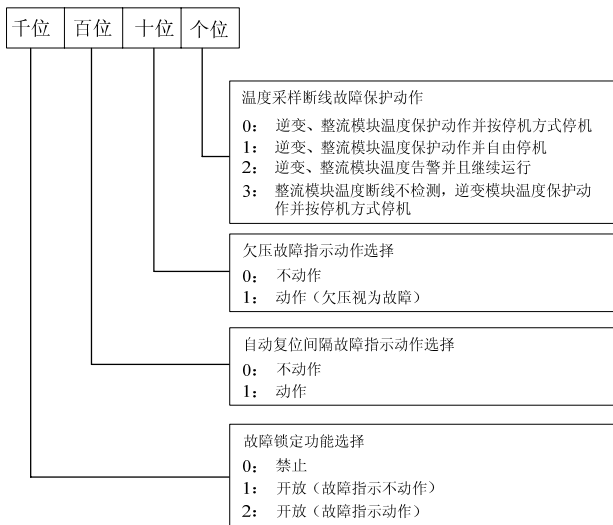 千位 百位 十位 个位
温度采样断线故障保护动作
0： 逆变、整流模块温度保护动作并按停机方式停机
1： 逆变、整流模块温度保护动作并自由停机
2： 逆变、整流模块温度告警并且继续运行
3： 整流模块温度断线不检测，逆变模块温度保护动
作并按停机方式停机
欠压故障指示动作选择
0： 不动作
1： 动作（欠压视为故障）
自动复位间隔故障指示动作选择
0： 不动作
1： 动作
故障锁定功能选择
0： 禁止
1： 开放（故障指示不动作）
2： 开放（故障指示动作）